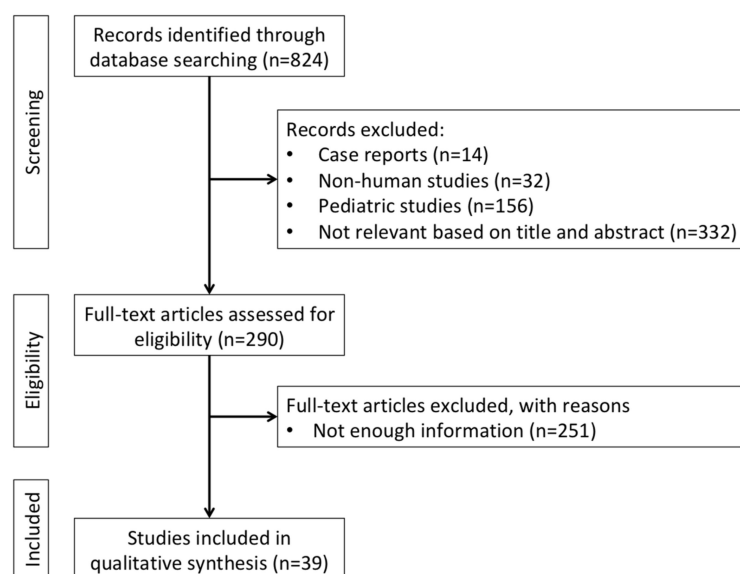 Screening
Records identified through
database searching (n=824)
Records excluded:
• Case reports (n=14)
• Non-human studies (n=32)
• Pediatric studies (n=156)
• Not relevant based on title and abstract (n=332)
Eligibility
Full-text articles assessed for
eligibility (n=290)
Full-text articles excluded, with reasons
• Not enough information (n=251)
Included
Studies included in
qualitative synthesis (n=39)